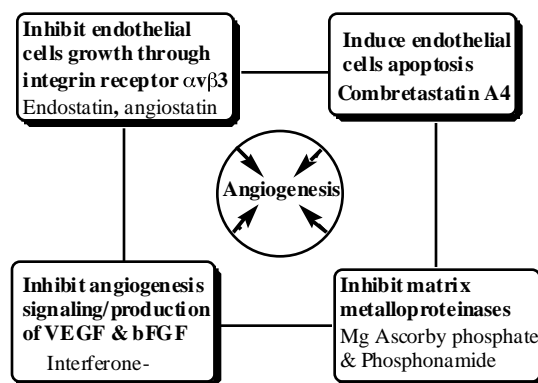 Inhibit endothelial
cells growth through
integrin receptor αvβ3
Endostatin, angiostatin
Induce endothelial
cells apoptosis
Combretastatin A4
Angiogenesis
Inhibit angiogenesis
signaling/production
of VEGF & bFGF
Interferone-
Inhibit matrix
metalloproteinases
Mg Ascorby phosphate
& Phosphonamide